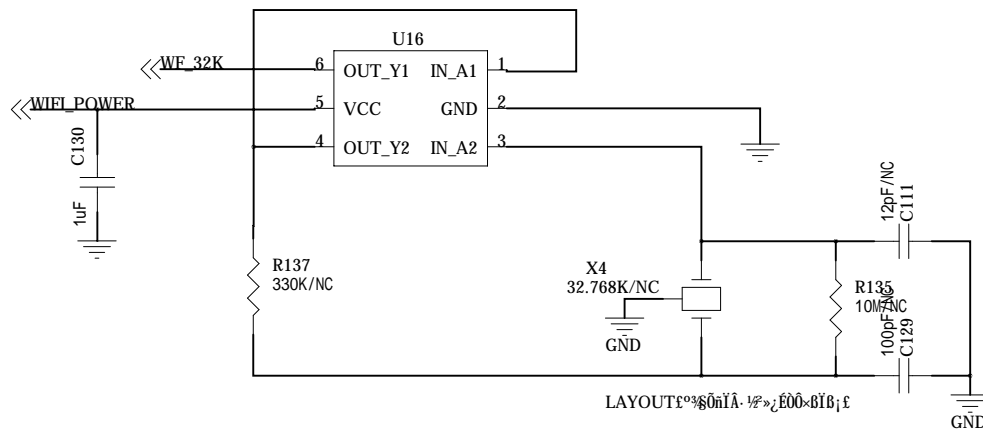 U16
WF_32K
6
OUT_Y1
IN_A1
1
WIFI_POWER
5
VCC
GND
2
4
OUT_Y2
IN_A2
3
C130
1uF
GND
12pF/NC
C111
R137
330K/NC
X4
32.768K/NC
R135
10M/NC
100pF/NC
C129
GND